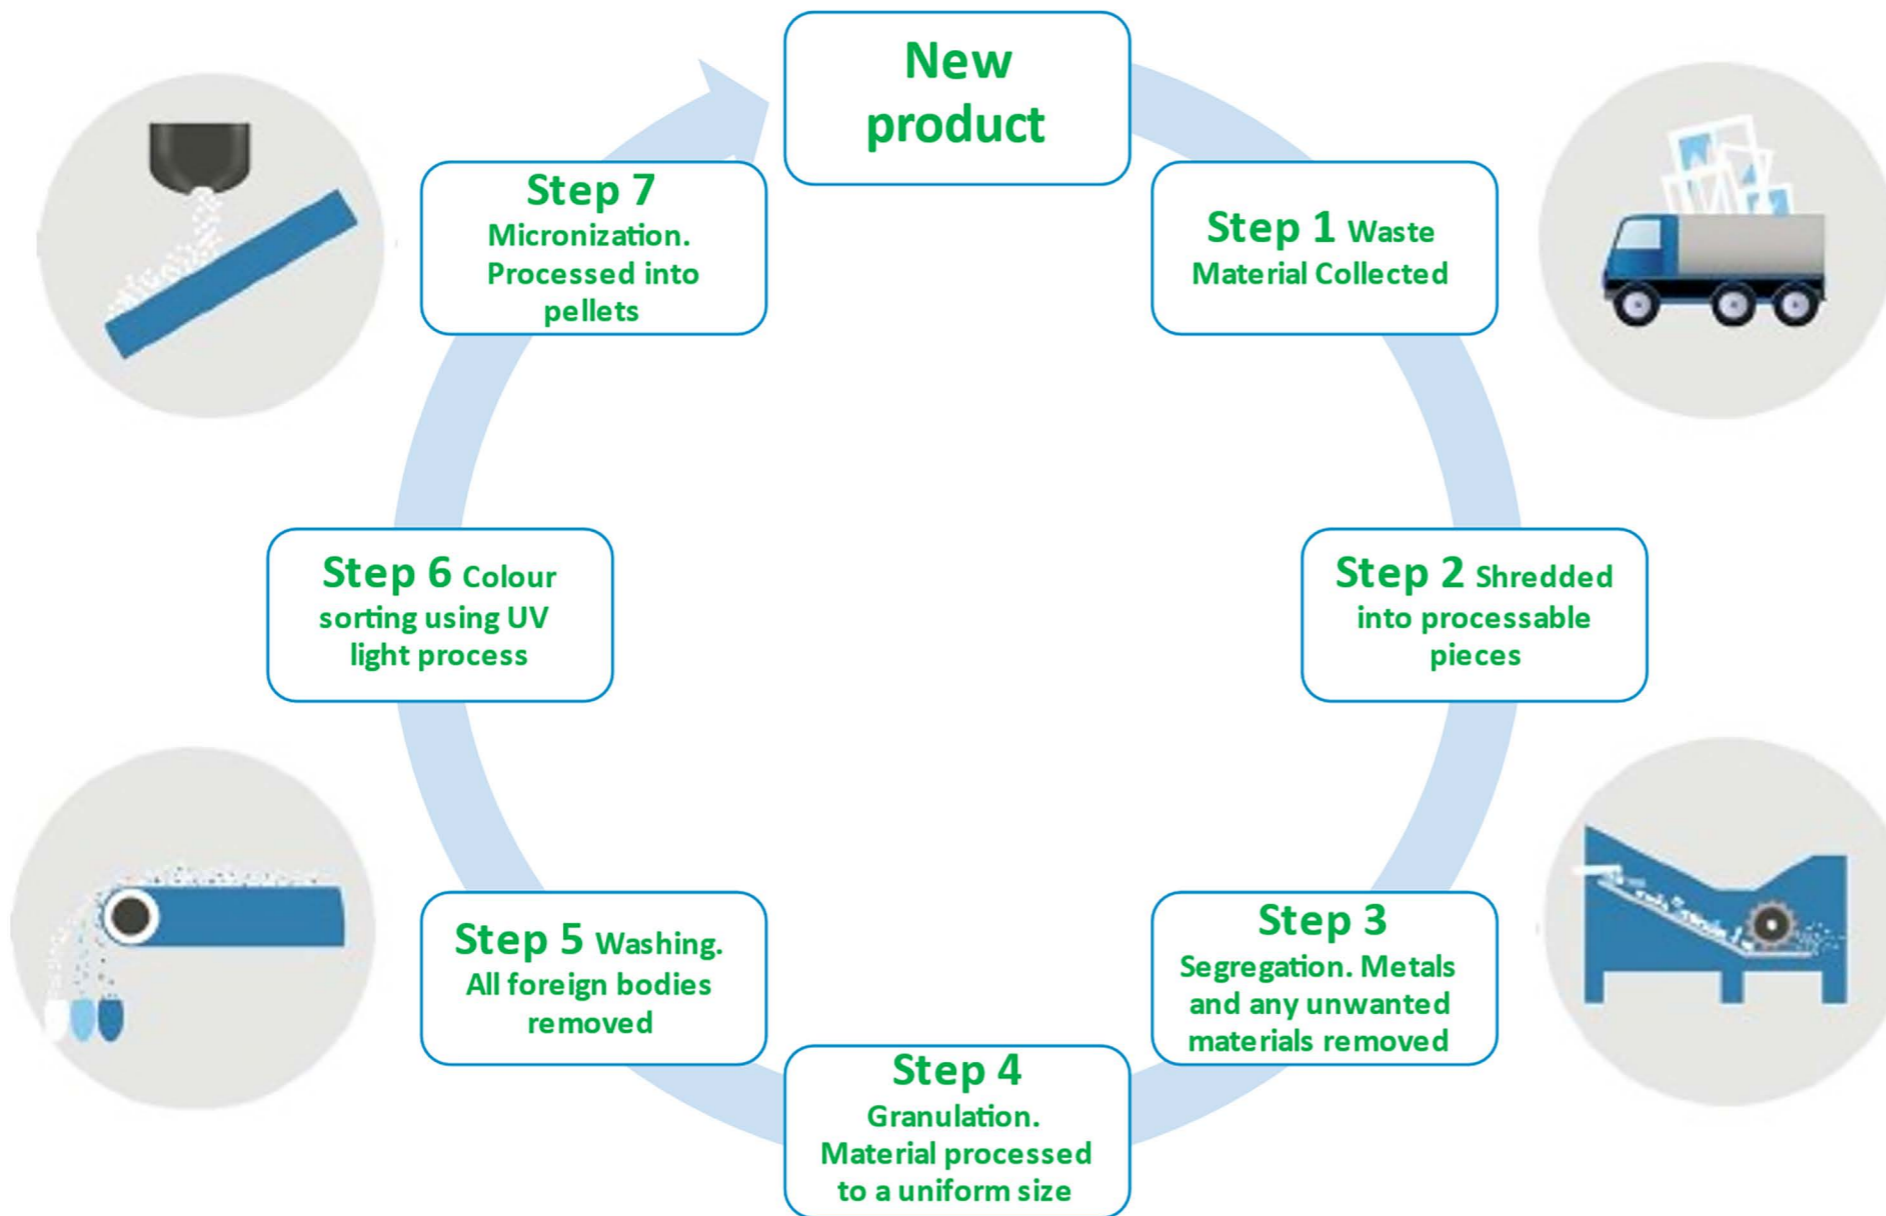 New
product
Step 1 Waste
Material Collected
Step 2 Shredded
into processable
pieces
Step 3
Segregation. Metals
and any unwanted
materials removed
Step 4
Granulation.
Material processed
to a uniform size
Step 5 Washing.
All foreign bodies
removed
Step 6 Colour
sorting using UV
light process
Step 7
Micronization.
Processed into
pellets